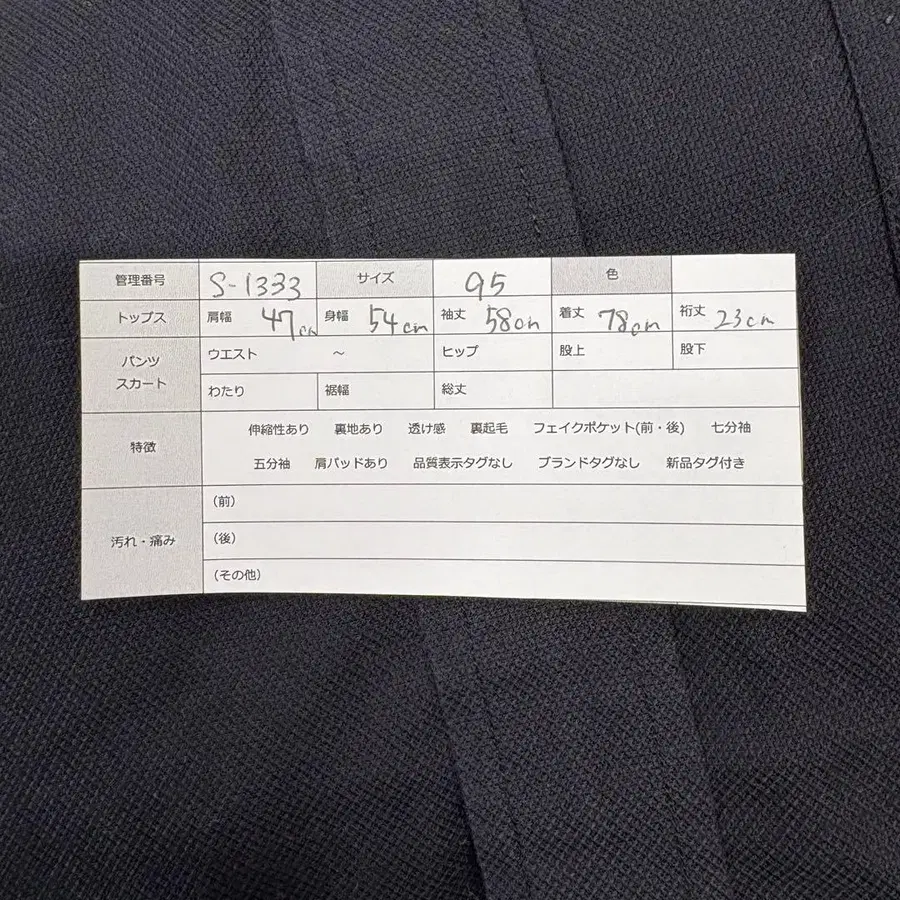 管理番号 S-1333 サイズ 95 色
トップス 肩幅 47cm 身幅 54cm 袖丈 58cm 着丈 78cm 裄丈 23cm
パンツ スカート ウエスト ～ ヒップ 股上 股下
わたり 裾幅 総丈
特徴 伸縮性あり 裏地あり 透け感 裏起毛 フェイクポケット(前・後) 七分袖
五分袖 肩パッドあり 品質表示タグなし ブランドタグなし 新品タグ付き
汚れ・痛み (前)
(後)
(その他)